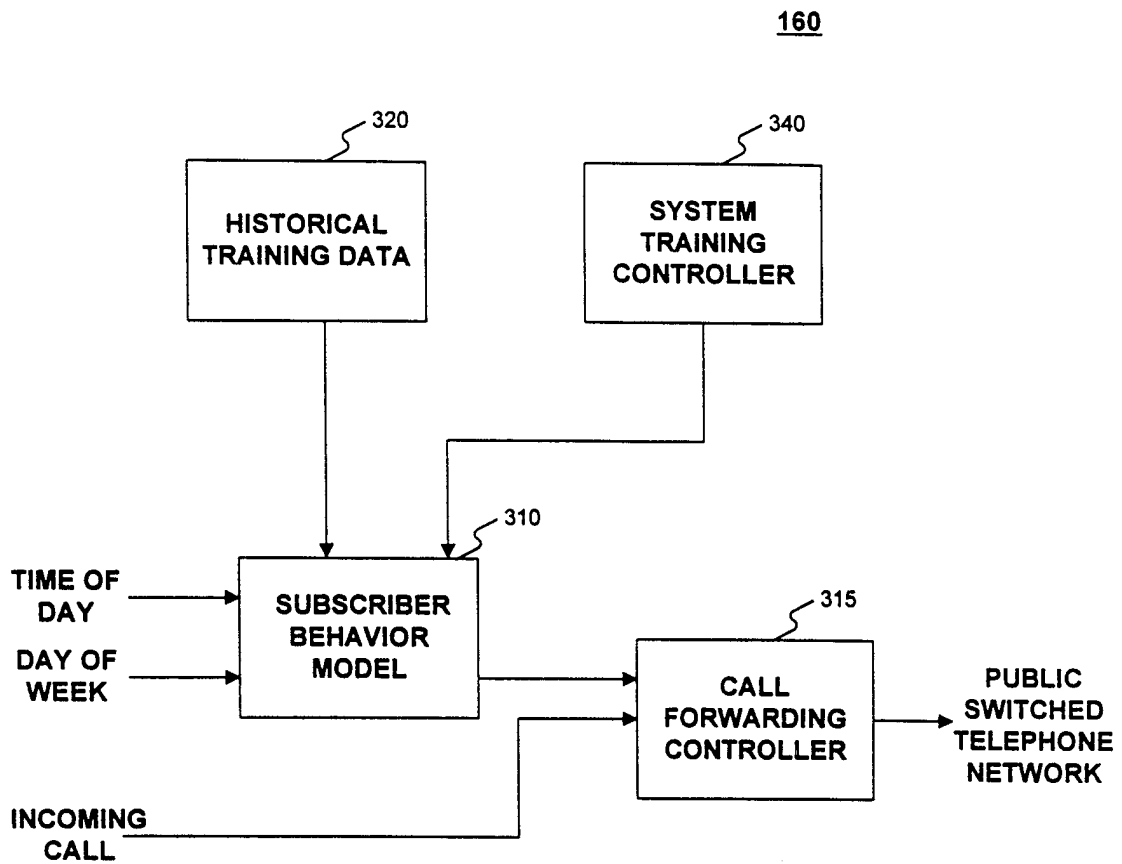 160
320
340
HISTORICAL
TRAINING DATA
SYSTEM
TRAINING
CONTROLLER
310
TIME OF
DAY
DAY OF
WEEK
SUBSCRIBER
BEHAVIOR
MODEL
315
CALL
FORWARDING
CONTROLLER
PUBLIC
SWITCHED
TELEPHONE
NETWORK
INCOMING
CALL